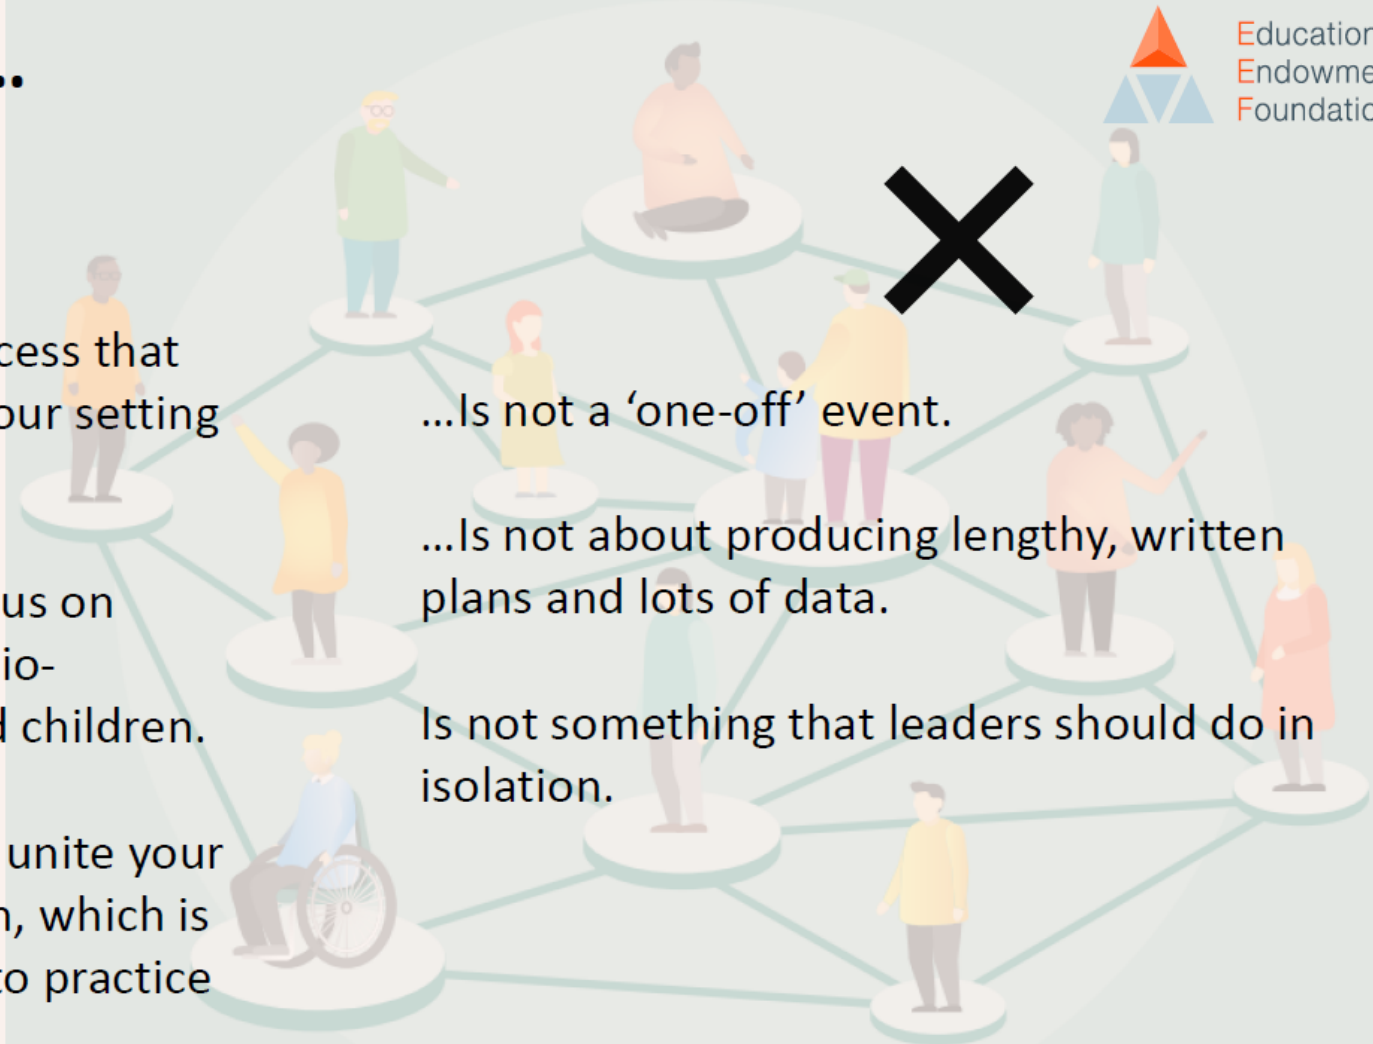 ..
Education
Endowme
Foundatio
cess that
our setting
us on
io-
d children.
unite your
n, which is
to practice
...Is not a ‘one-off’ event.
...Is not about producing lengthy, written
plans and lots of data.
Is not something that leaders should do in
isolation.